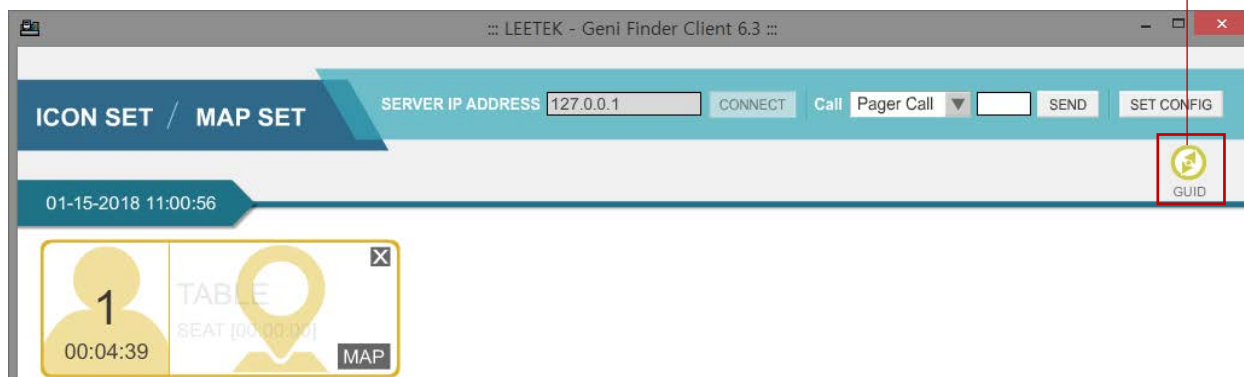 ::: LEETEK - Geni Finder Client 6.3 :::
ICON SET / MAP SET
SERVER IP ADDRESS 127.0.0.1 CONNECT Call Pager Call SEND SET CONFIG
GUID
01-15-2018 11:00:56
1
00:04:39
TABLE
SEAT [00:00:00]
X
MAP